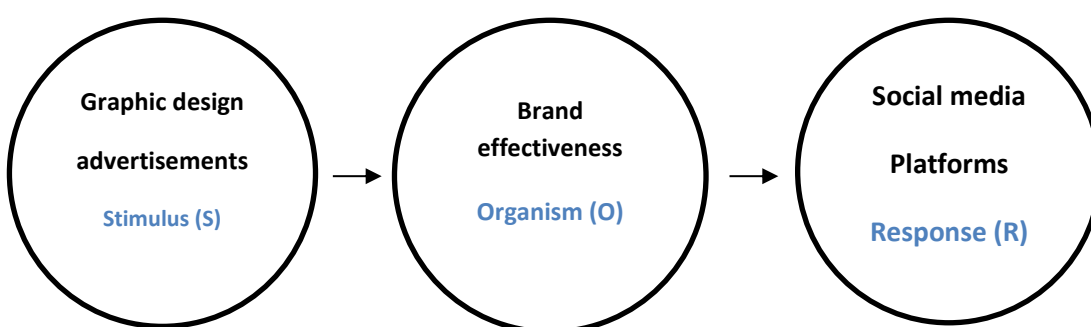 Graphic design
advertisements
Stimulus (S)
Brand
effectiveness
Organism (O)
Social media
Platforms
Response (R)